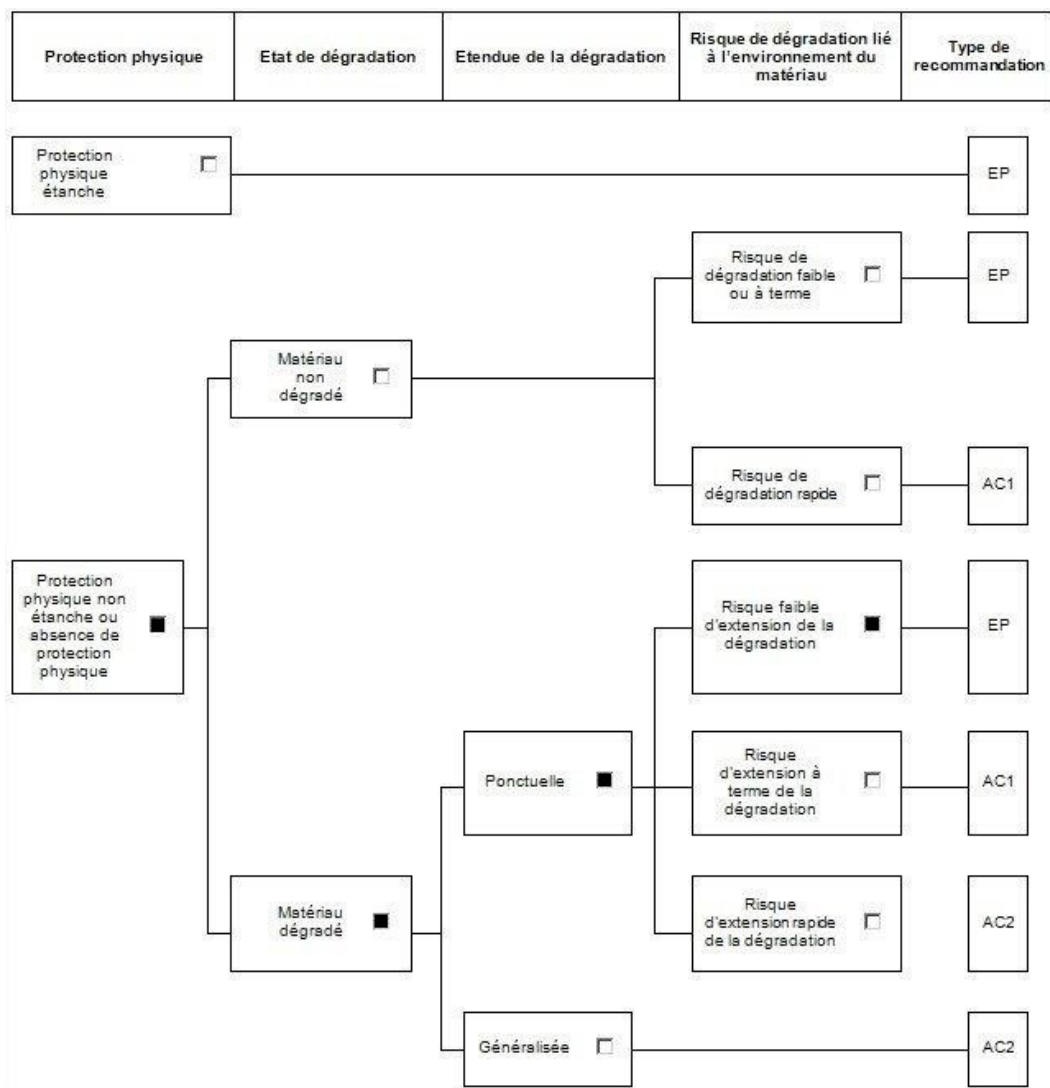 Protection physique
Etat de dégradation
Etendue de la dégradation
Risque de dégradation lié
à l'environnement du
matériau
Type de
recommandation
Protection
physique
étanche
EP
Risque de
dégradation faible
ou à terme
EP
Matériau
non
dégradé
Risque de
dégradation rapide
AC1
Protection
physique non
étanche ou
absence de
protection
physique
Risque faible
d'extension de la
dégradation
EP
Ponctuelle
Risque
d'extension à
terme de la
dégradation
AC1
Matériau
dégradé
Risque
d'extension rapide
de la dégradation
AC2
Généralisée
AC2